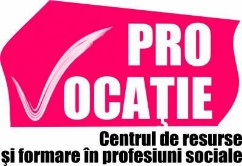 PRO
VOCAȚIE
Centrul de resurse
și formare în profesiuni sociale